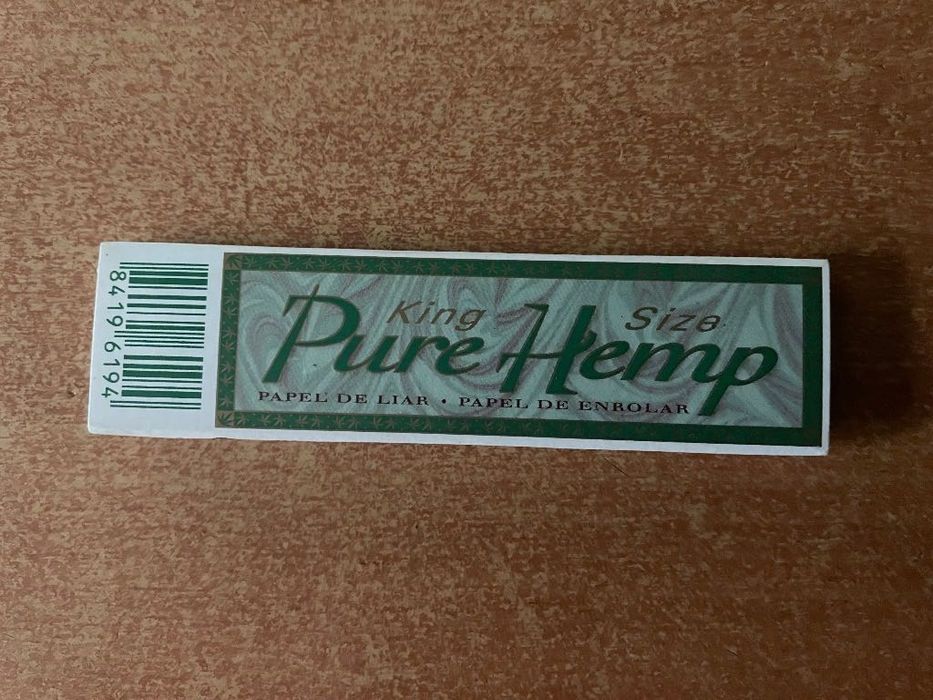 King Size
Pure Hemp
PAPEL DE LIAR • PAPEL DE ENROLAR
8419 6194